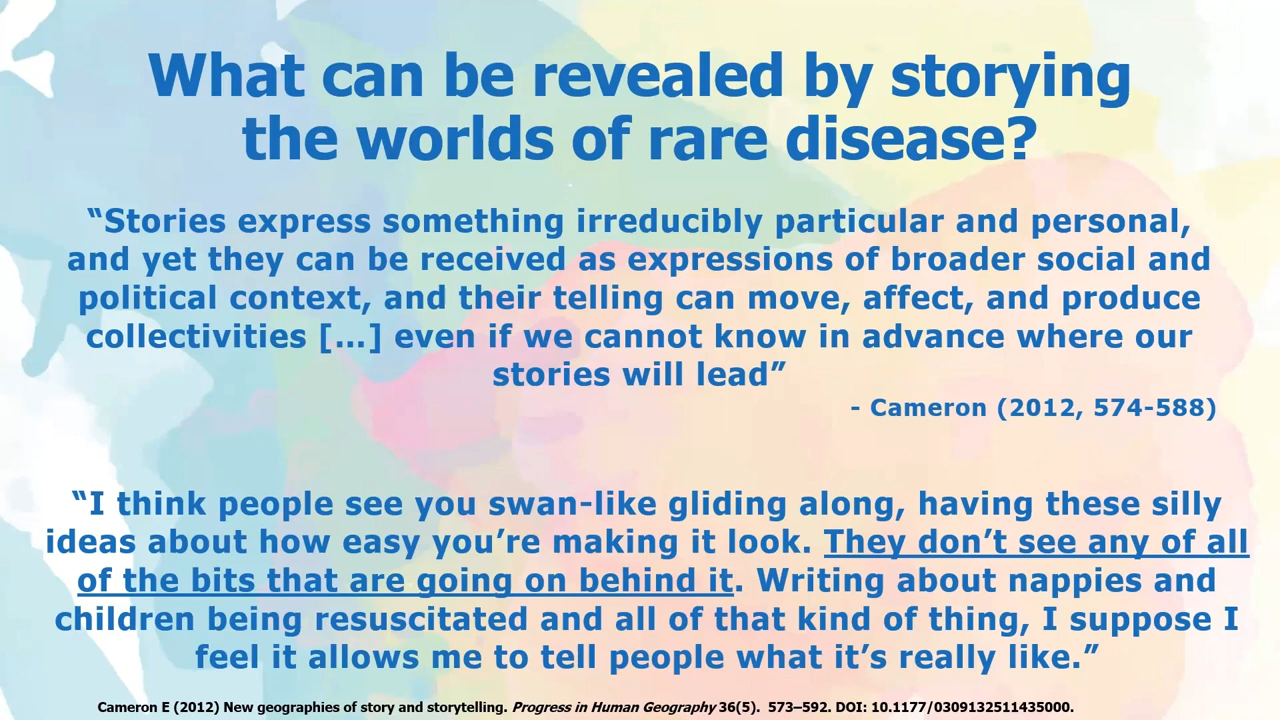 What can be revealed by storying
the worlds of rare disease?
“Stories express something irreducibly particular and personal,
and yet they can be received as expressions of broader social and
political context, and their telling can move, affect, and produce
collectivities […] even if we cannot know in advance where our
stories will lead”
- Cameron (2012, 574-588)
“I think people see you swan-like gliding along, having these silly
ideas about how easy you’re making it look. They don’t see any of all
of the bits that are going on behind it. Writing about nappies and
children being resuscitated and all of that kind of thing, I suppose I
feel it allows me to tell people what it’s really like.”
Cameron E (2012) New geographies of story and storytelling. Progress in Human Geography 36(5). 573–592. DOI: 10.1177/0309132511435000.